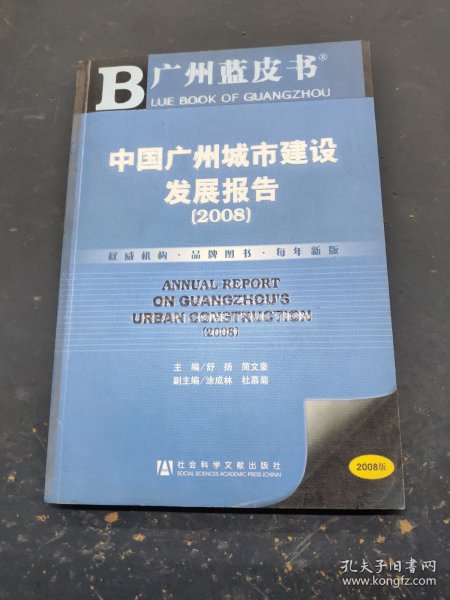 广州蓝皮书®
BLUE BOOK OF GUANGZHOU
中国广州城市建设
发展报告
(2008)
权威机构·品牌图书·每年新版
ANNUAL REPORT
ON GUANGZHOU'S
URBAN CONSTRUCTION
(2008)
主 编/舒 扬 简文豪
副主编/涂成林 杜慕菊
社会科学文献出版社
SOCIAL SCIENCES ACADEMIC PRESS (CHINA)
2008版
孔夫子旧书网
www.kongfz.com